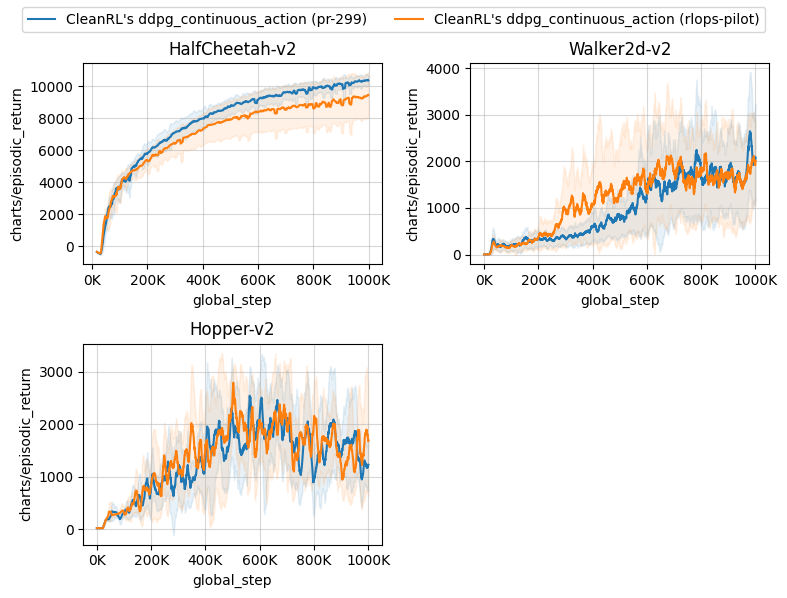 CleanRL's ddpg_continuous_action (pr-299) CleanRL's ddpg_continuous_action (rlops-pilot)
HalfCheetah-v2
charts/episodic_return
10000
8000
6000
4000
2000
0
0K 200K 400K 600K 800K 1000K
global_step
Walker2d-v2
charts/episodic_return
4000
3000
2000
1000
0
0K 200K 400K 600K 800K 1000K
global_step
Hopper-v2
charts/episodic_return
3000
2000
1000
0
0K 200K 400K 600K 800K 1000K
global_step